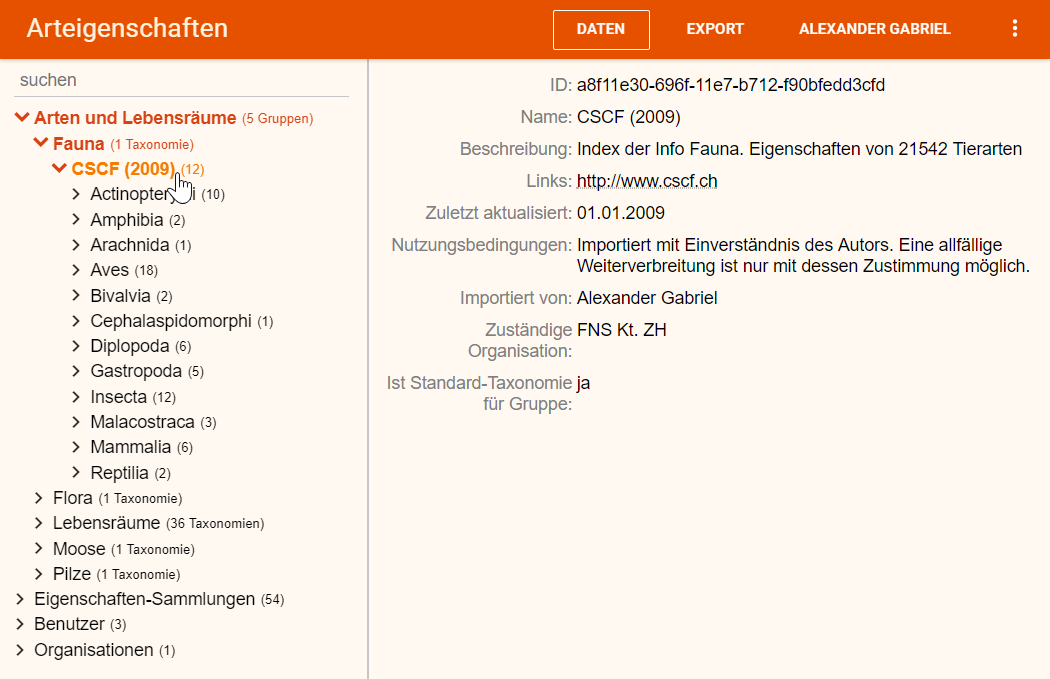 Arteigenschaften
DATEN
EXPORT
ALEXANDER GABRIEL
suchen
Arten und Lebensräume (5 Gruppen)
Fauna (1 Taxonomie)
CSCF (2009) (12)
(10)
Amphibia (2)
Arachnida (1)
Aves (18)
Bivalvia (2)
Cephalaspidomorphi (1)
Diplopoda (6)
Gastropoda (5)
Insecta (12)
Malacostraca (3)
Mammalia (6)
Reptilia (2)
Flora (1 Taxonomie)
Lebensräume (36 Taxonomien)
Moose (1 Taxonomie)
Pilze (1 Taxonomie)
Eigenschaften-Sammlungen (54)
Benutzer (3)
Organisationen (1)
ID: a8f11e30-696f-11e7-b712-f90bfedd3cfd
Name: CSCF (2009)
Beschreibung: Index der Info Fauna. Eigenschaften von 21542 Tierarten
Links: http://www.cscf.ch
Zuletzt aktualisiert: 01.01.2009
Nutzungsbedingungen: Importiert mit Einverständnis des Autors. Eine allfällige
Weiterverbreitung ist nur mit dessen Zustimmung möglich.
Importiert von: Alexander Gabriel
Zuständige FNS Kt. ZH
Organisation:
Ist Standard-Taxonomie ja
für Gruppe: